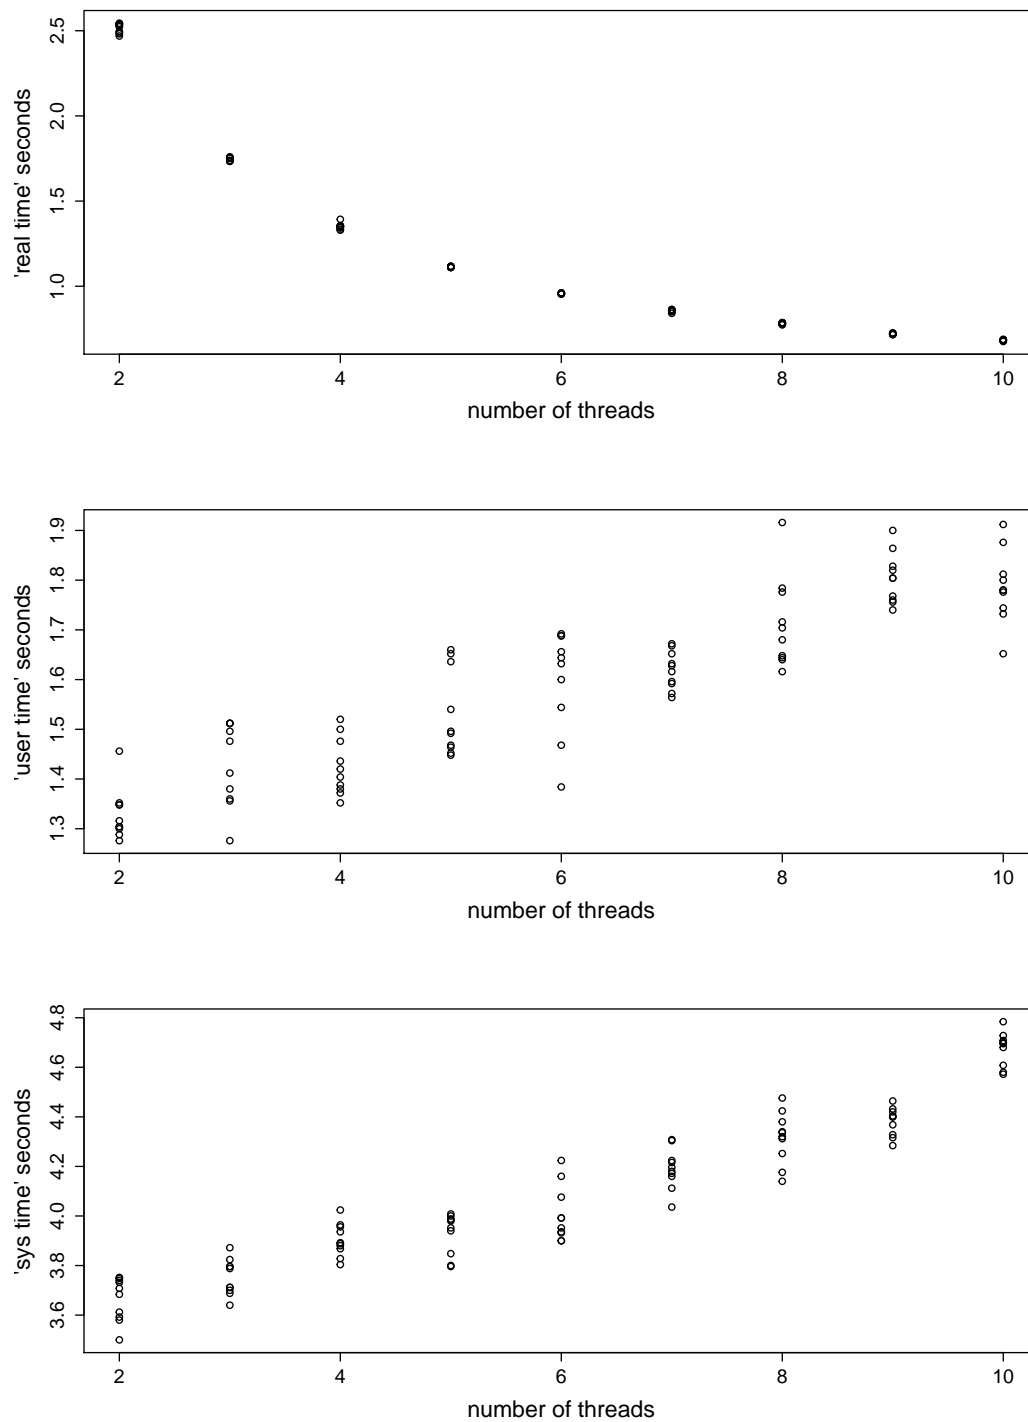 2.5
2.0
1.5
1.0
'real time' seconds
2 4 6 8 10
number of threads
1.9
1.8
1.7
1.6
1.5
1.4
1.3
'user time' seconds
2 4 6 8 10
number of threads
4.8
4.6
4.4
4.2
4.0
3.8
3.6
'sys time' seconds
2 4 6 8 10
number of threads